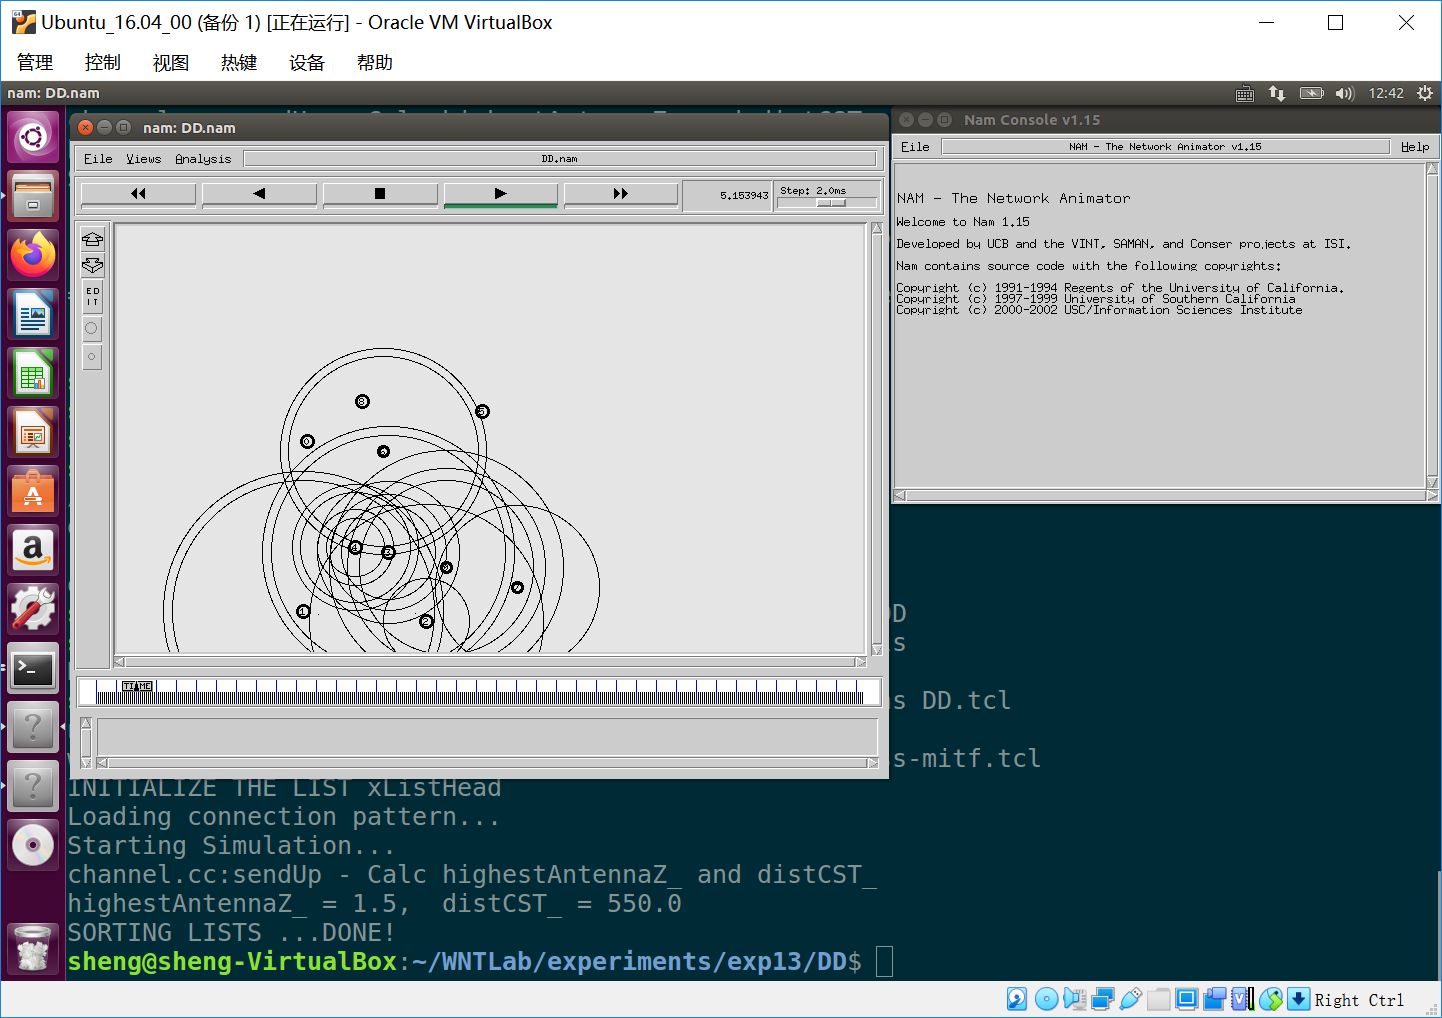 Ubuntu_16.04_00 (备份 1) [正在运行] - Oracle VM VirtualBox
管理 控制 视图 热键 设备 帮助
nam: DD.nam
12:42
nam: DD.nam
File Views Analysis DD.nam
5.153943 Step: 2.0ms
ED
IT
8
5
0
4
3
9
1
2
TIME
Nam Console v1.15
File NAM - The Network Animator v1.15 Help
NAM - The Network Animator
Welcome to Nam 1.15
Developed by UCB and the VINT, SAMAN, and Conser projects at ISI.
Nam contains source code with the following copyrights:
Copyright (c) 1991-1994 Regents of the University of California.
Copyright (c) 1997-1999 University of Southern California
Copyright (c) 2000-2002 USC/Information Sciences Institute
DD
s
s DD.tcl
s-mitf.tcl
INITIALIZE THE LIST xListHead
Loading connection pattern...
Starting Simulation...
channel.cc:sendUp - Calc highestAntennaZ_ and distCST_
highestAntennaZ_ = 1.5,  distCST_ = 550.0
SORTING LISTS ...DONE!
sheng@sheng-VirtualBox:~/WNTLab/experiments/exp13/DD$
Right Ctrl